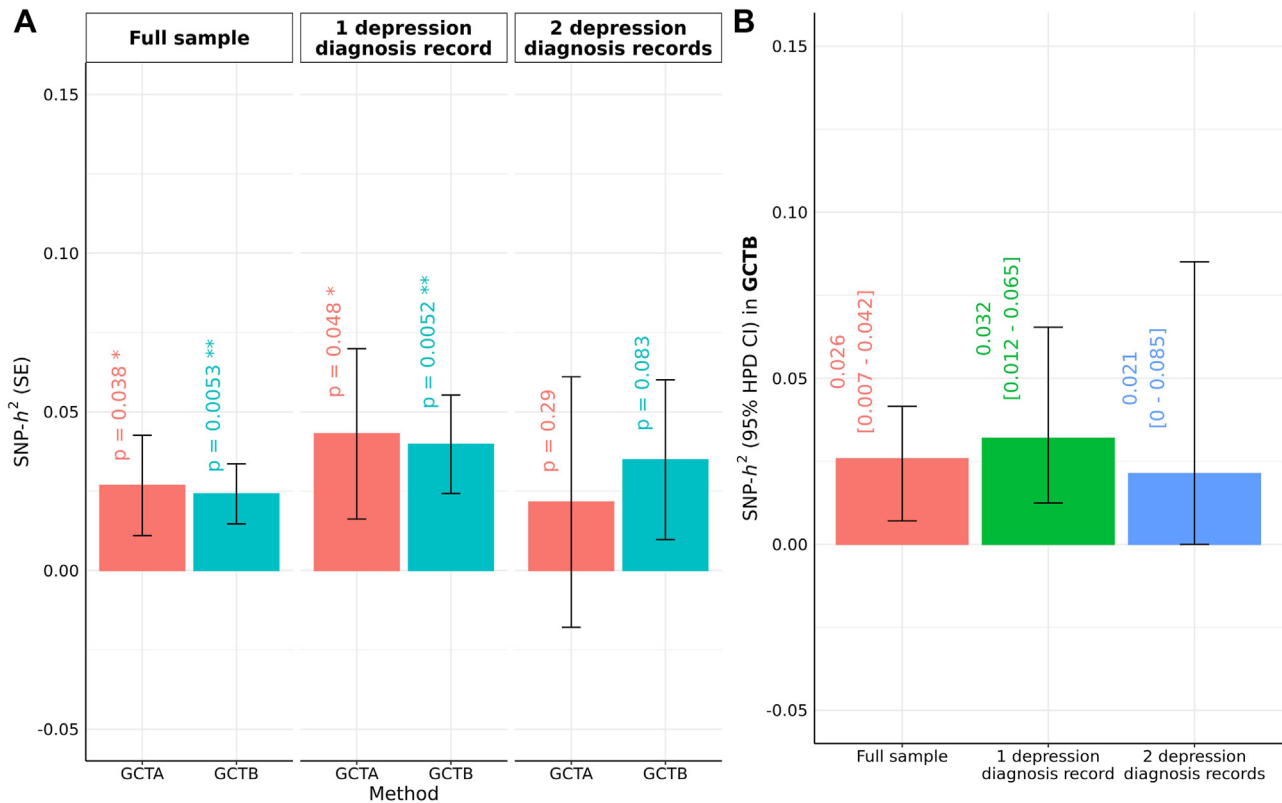 A
Full sample
1 depression
diagnosis record
2 depression
diagnosis records
SNP-h² (SE)
0.15
0.10
0.05
0.00
-0.05
p = 0.038 *
p = 0.0053 **
p = 0.048 *
p = 0.0052 **
p = 0.29
p = 0.083
GCTA
GCTB
GCTA
GCTB
GCTA
GCTB
Method
B
SNP-h² (95% HPD CI) in GCTB
0.15
0.10
0.05
0.00
-0.05
0.026
[0.007 - 0.042]
0.032
[0.012 - 0.065]
0.021
[0 - 0.085]
Full sample
1 depression
diagnosis record
2 depression
diagnosis records